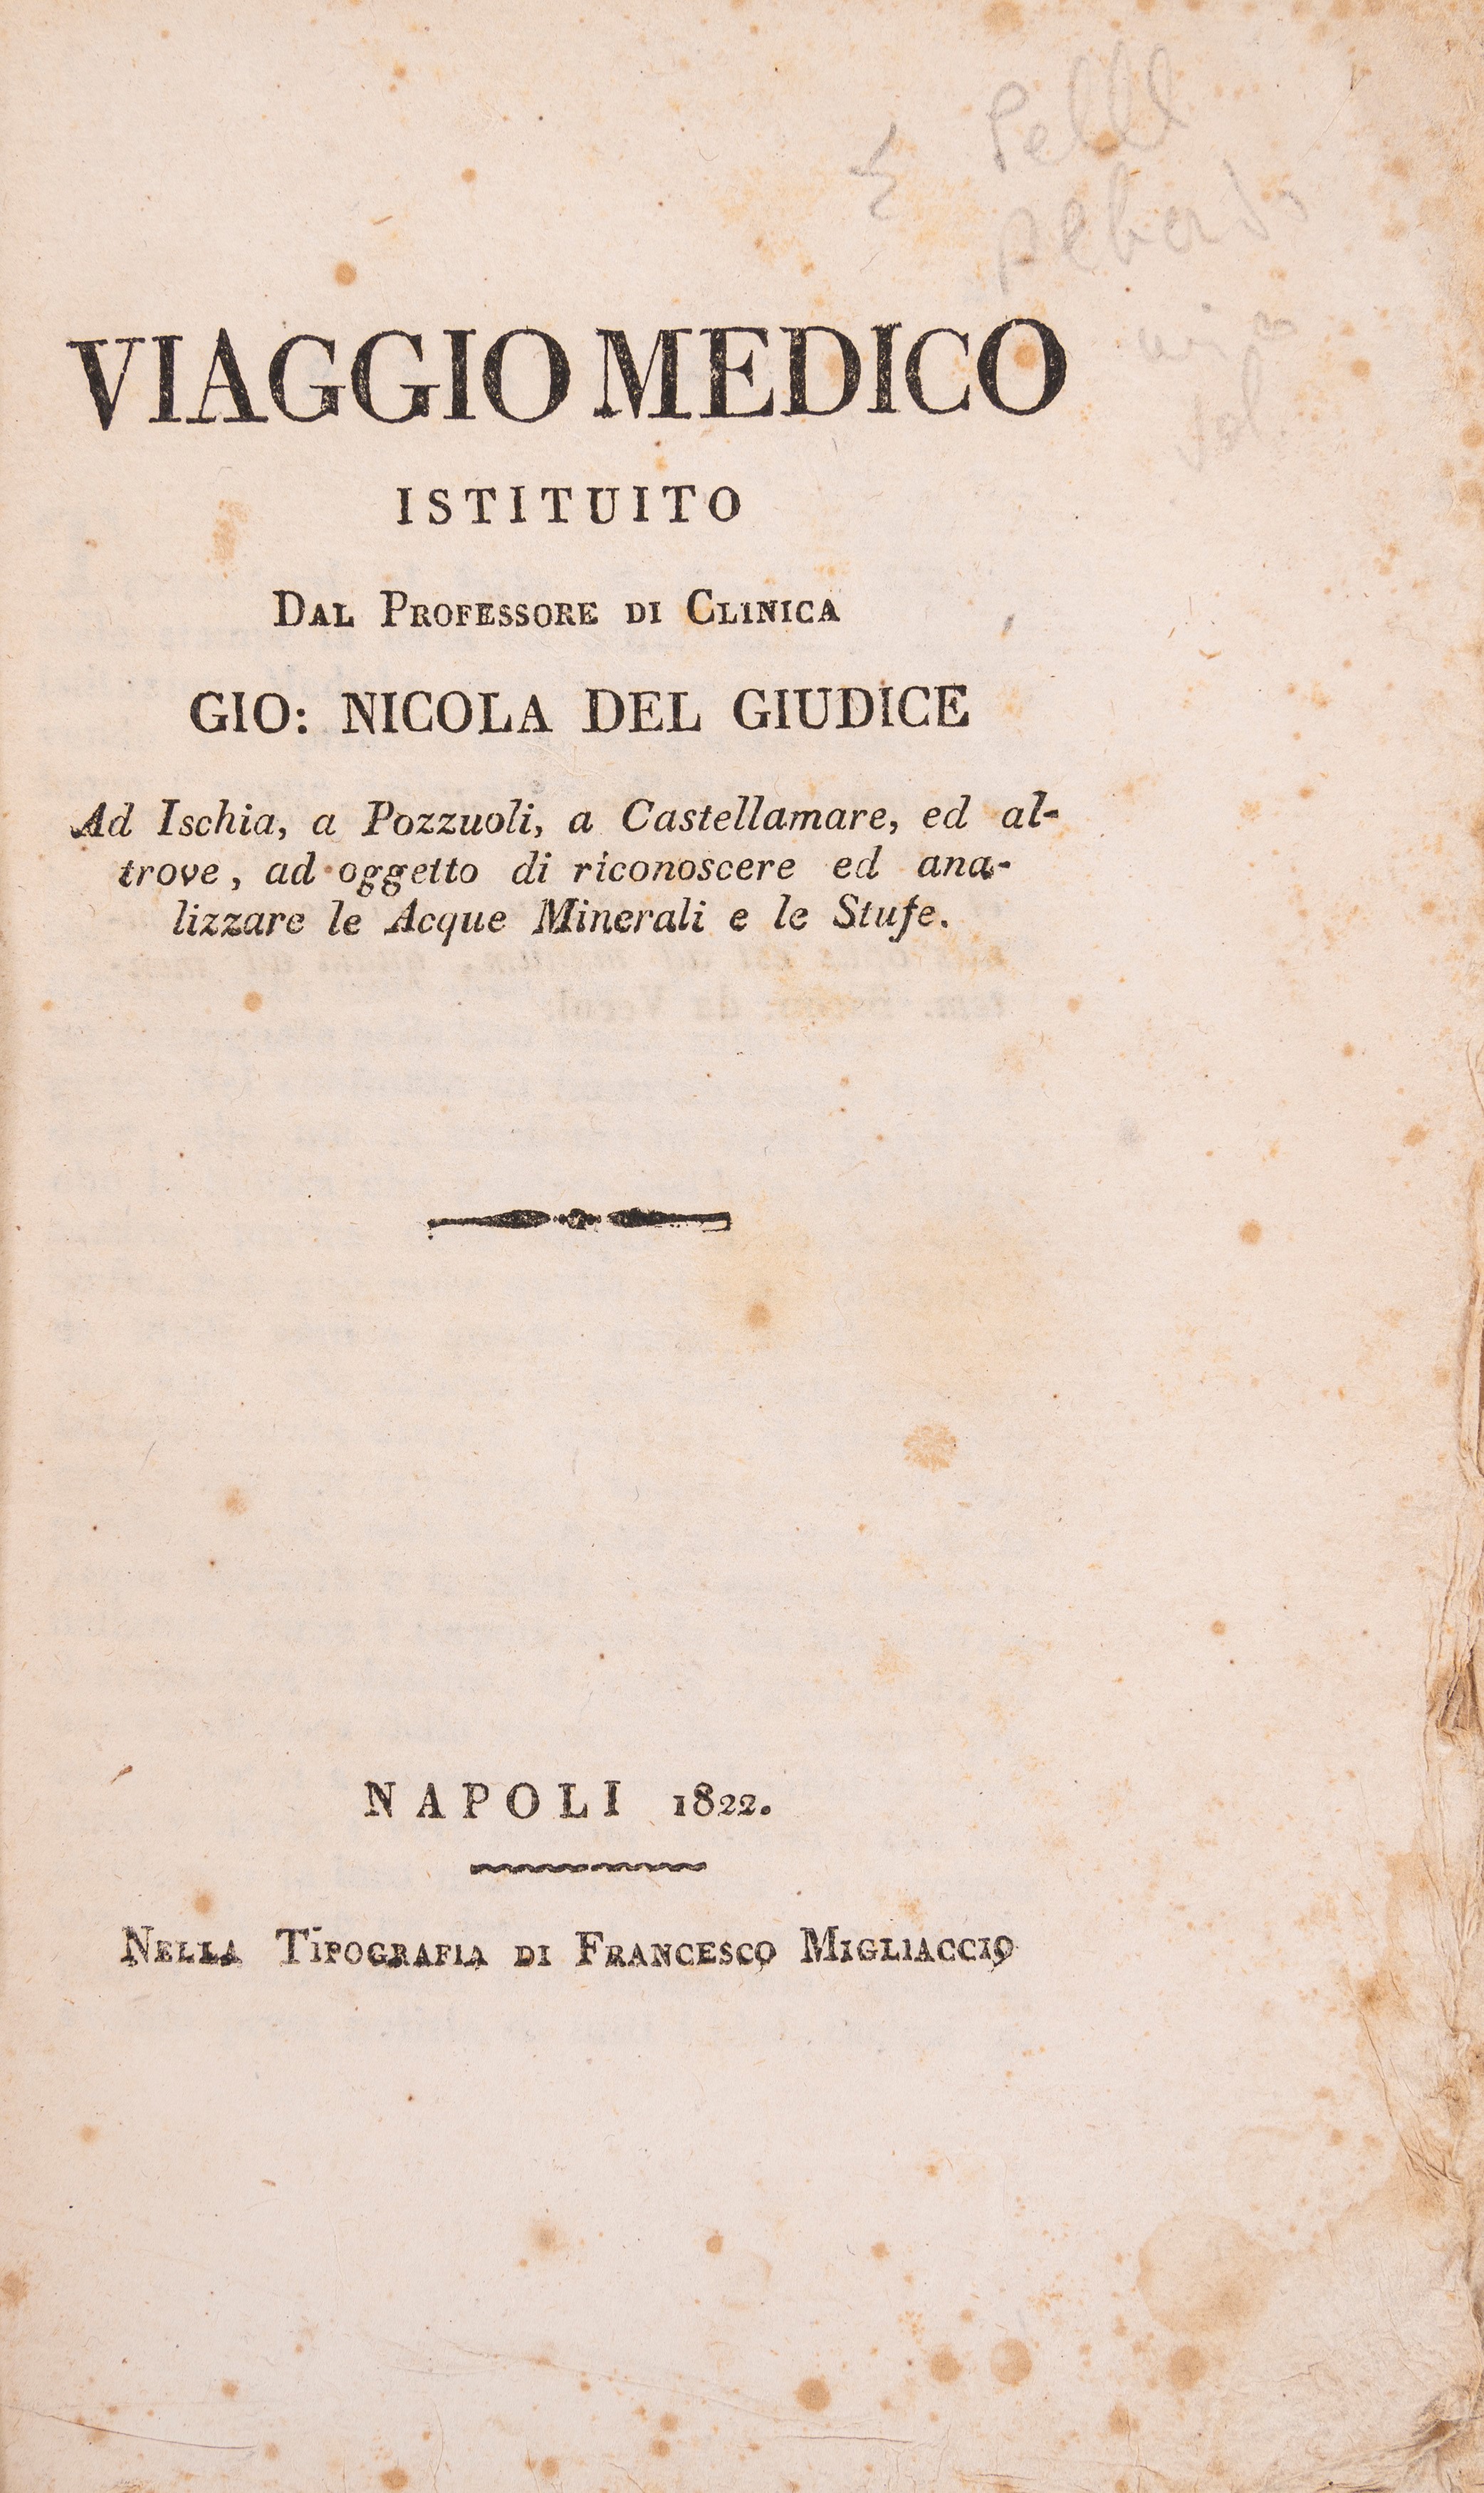 VIAGGIO MEDICO
ISTITUITO
DAL PROFESSORE DI CLINICA
GIO: NICOLA DEL GIUDICE
Ad Ischia, a Pozzuoli, a Castellamare, ed al-
trove, ad oggetto di riconoscere ed ana-
lizzare le Acque Minerali e le Stufe.
NAPOLI 1822.
NELLA TIPOGRAFIA DI FRANCESCO MIGLIACCIO